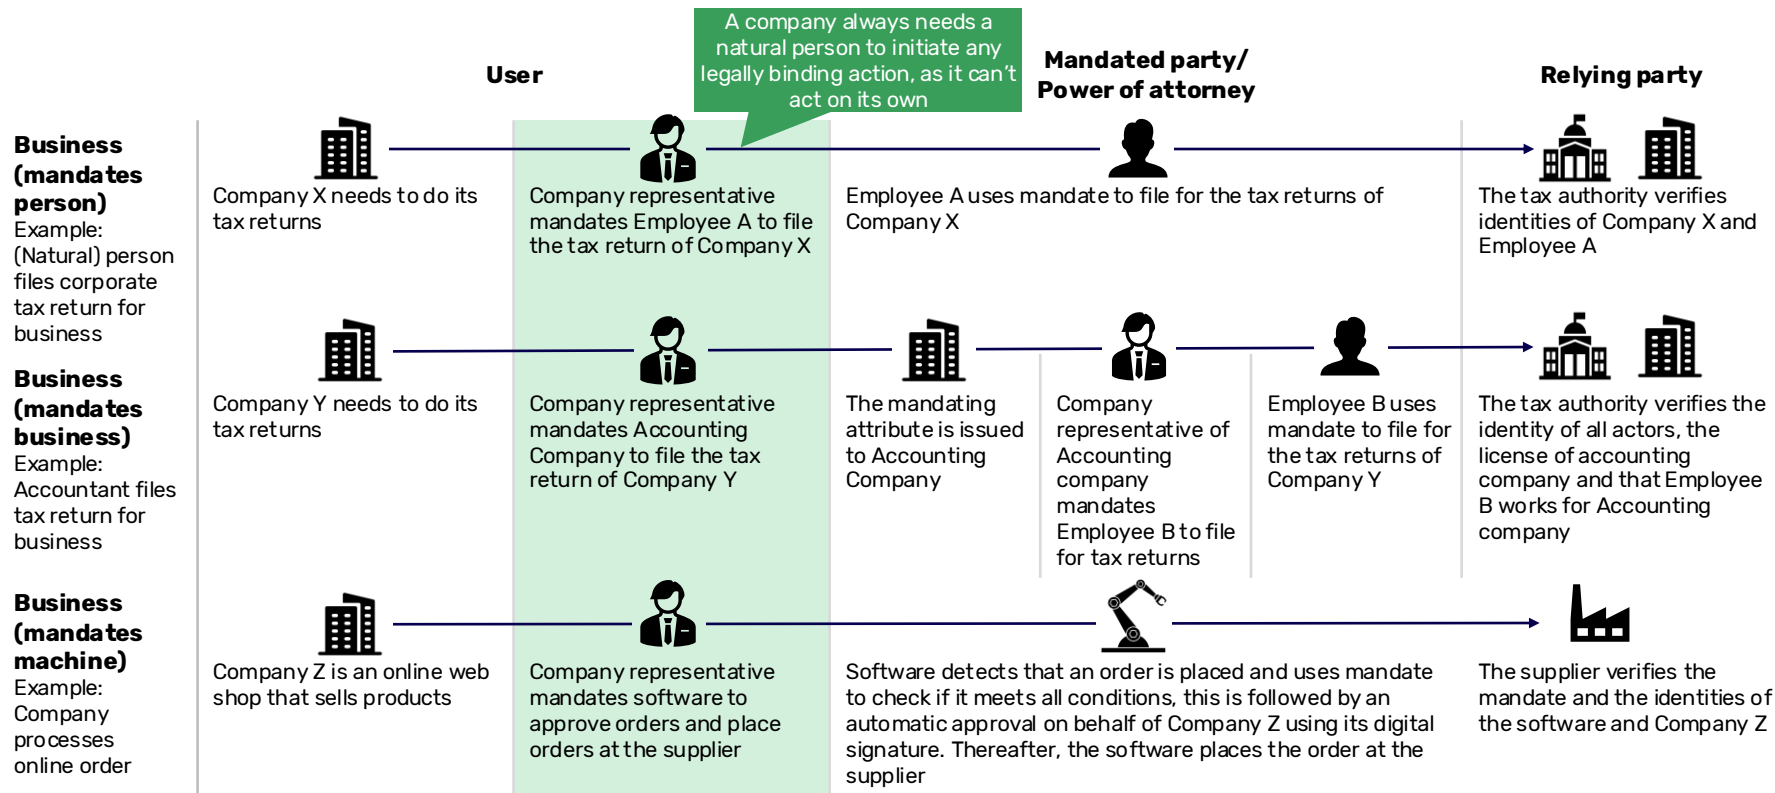 A company always needs a
natural person to initiate any
legally binding action, as it can't
act on its own
User
Mandated party/
Power of attorney
Relying party
Business
(mandates
person)
Example:
(Natural) person
files corporate
tax return for
business
Company X needs to do its
tax returns
Company representative
mandates Employee A to file
the tax return of Company X
Employee A uses mandate to file for the tax returns of
Company X
The tax authority verifies
identities of Company X and
Employee A
Business
(mandates
business)
Example:
Accountant files
tax return for
business
Company Y needs to do its
tax returns
Company representative
mandates Accounting
Company to file the tax
return of Company Y
The mandating
attribute is issued
to Accounting
Company
Company
representative of
Accounting
company
mandates
Employee B to file
for tax returns
Employee B uses
mandate to file for
the tax returns of
Company Y
The tax authority verifies the
identity of all actors, the
license of accounting
company and that Employee
B works for Accounting
company
Business
(mandates
machine)
Example:
Company
processes
online order
Company Z is an online web
shop that sells products
Company representative
mandates software to
approve orders and place
orders at the supplier
Software detects that an order is placed and uses mandate
to check if it meets all conditions, this is followed by an
automatic approval on behalf of Company Z using its digital
signature. Thereafter, the software places the order at the
supplier
The supplier verifies the
mandate and the identities of
the software and Company Z